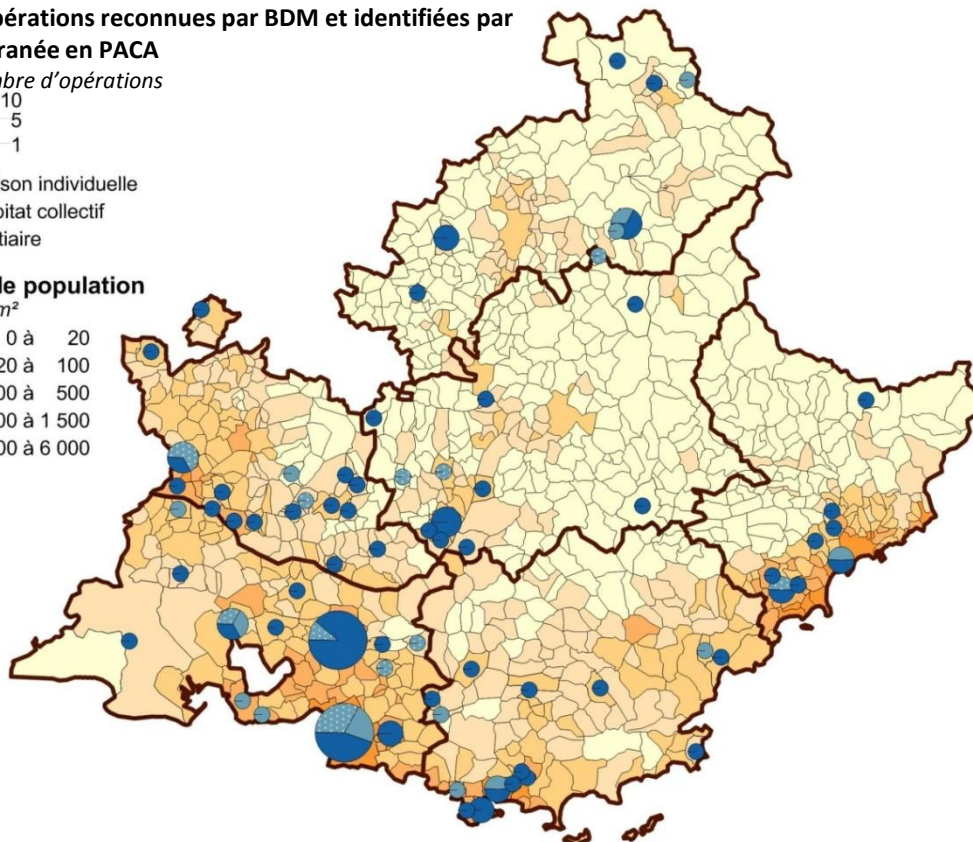 pérations reconnues par BDM et identifiées par
ranée en PACA
bre d'opérations
10
5
1
son individuelle
itat collectif
tiaire
le population
m²
0 à 20
20 à 100
00 à 500
00 à 1 500
00 à 6 000